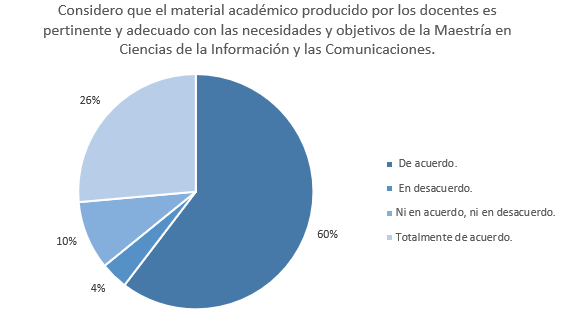 Considero que el material académico producido por los docentes es
pertinente y adecuado con las necesidades y objetivos de la Maestría en
Ciencias de la Información y las Comunicaciones.
26%
10%
4%
60%
De acuerdo.
En desacuerdo.
Ni en acuerdo, ni en desacuerdo.
Totalmente de acuerdo.